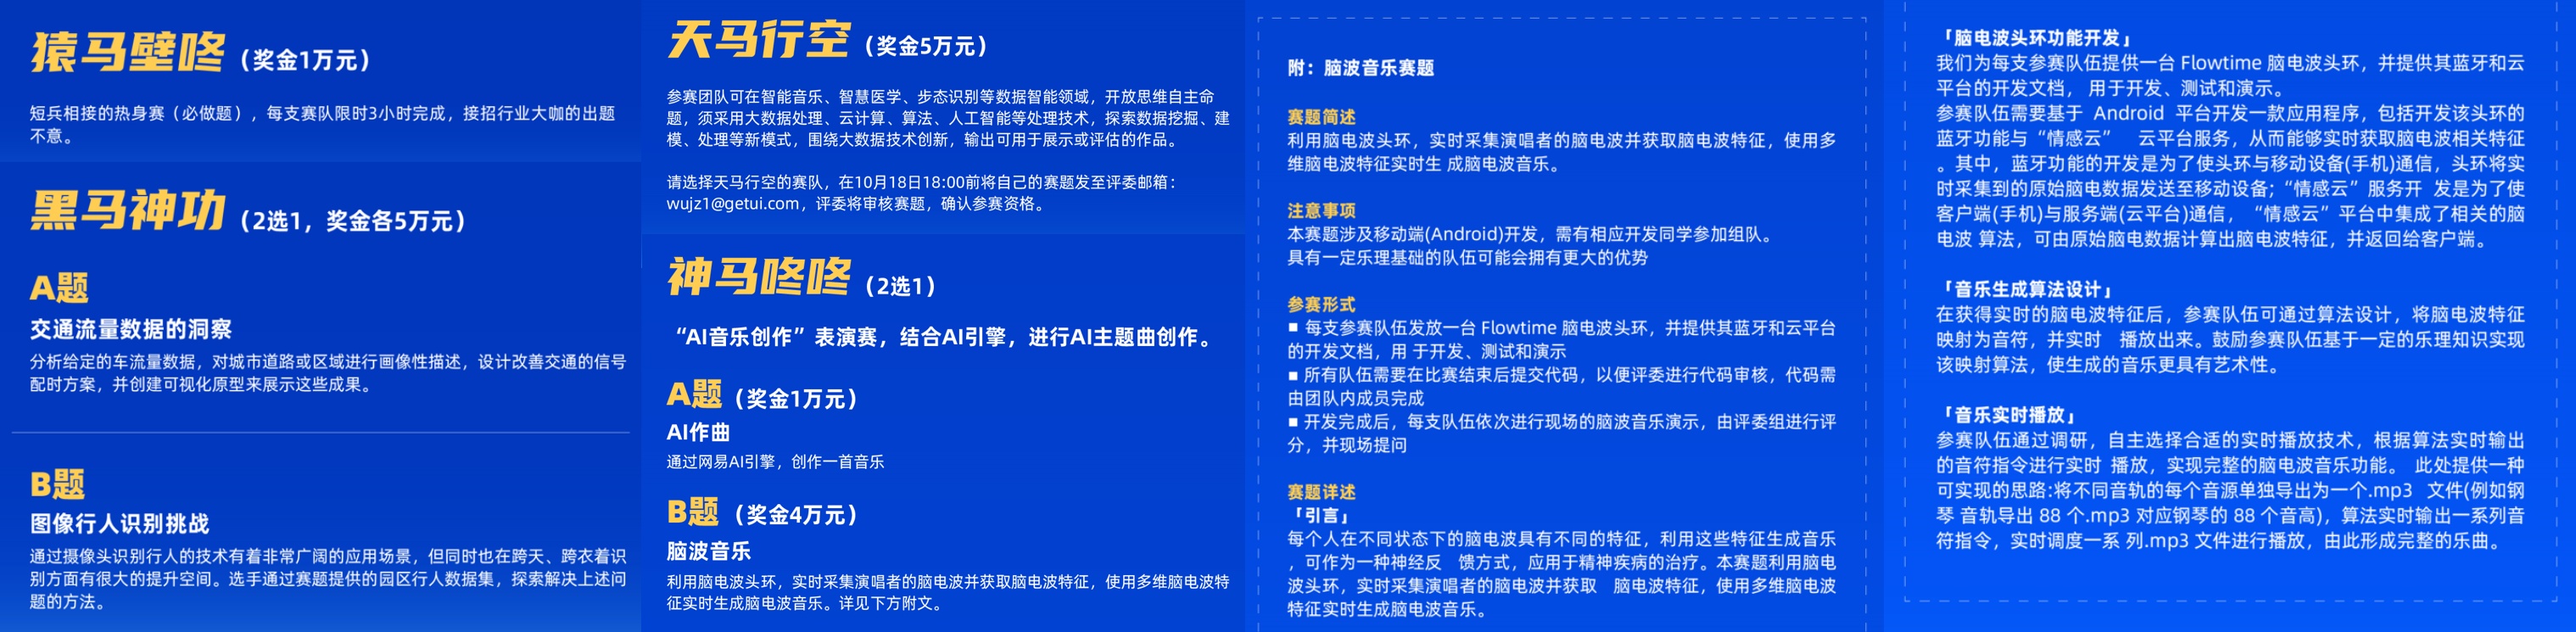 猿马壁咚（奖金1万元）
短兵相接的热身赛（必做题），每支赛队限时3小时完成，接招行业大咖的出题
不意。
黑马神功（2选1，奖金各5万元）
A题
交通流量数据的洞察
分析给定的车流量数据，对城市道路或区域进行画像性描述，设计改善交通的信号
配时方案，并创建可视化原型来展示这些成果。
B题
图像行人识别挑战
通过摄像头识别行人的技术有着非常广阔的应用场景，但同时也在跨天、跨衣着识
别方面有很大的提升空间。选手通过赛题提供的园区行人数据集，探索解决上述问
题的方法。
天马行空（奖金5万元）
参赛团队可在智能音乐、智慧医学、步态识别等数据智能领域，开放思维自主命
题，须采用大数据处理、云计算、算法、人工智能等处理技术，探索数据挖掘、建
模、处理等新模式，围绕大数据技术创新，输出可用于展示或评估的作品。
请选择天马行空的赛队，在10月18日18:00前将自己的赛题发至评委邮箱：
wujz1@getui.com，评委将审核赛题，确认参赛资格。
神马咚咚（2选1）
“AI音乐创作”表演赛，结合AI引擎，进行AI主题曲创作。
A题（奖金1万元）
AI作曲
通过网易AI引擎，创作一首音乐
B题（奖金4万元）
脑波音乐
利用脑电波头环，实时采集演唱者的脑电波并获取脑电波特征，使用多维脑电波特
征实时生成脑电波音乐。详见下方附文。
附：脑波音乐赛题
赛题简述
利用脑电波头环，实时采集演唱者的脑电波并获取脑电波特征，使用多
维脑电波特征实时生 成脑电波音乐。
注意事项
本赛题涉及移动端(Android)开发，需有相应开发同学参加组队。
具有一定乐理基础的队伍可能会拥有更大的优势
参赛形式
■ 每支参赛队伍发放一台 Flowtime 脑电波头环，并提供其蓝牙和云平台
的开发文档，用 于开发、测试和演示
■ 所有队伍需要在比赛结束后提交代码，以便评委进行代码审核，代码需
由团队内成员完成
■ 开发完成后，每支队伍依次进行现场的脑波音乐演示，由评委组进行评
分，并现场提问
赛题详述
「引言」
每个人在不同状态下的脑电波具有不同的特征，利用这些特征生成音乐
，可作为一种神经反 馈方式，应用于精神疾病的治疗。本赛题利用脑电
波头环，实时采集演唱者的脑电波并获取 脑电波特征，使用多维脑电波
特征实时生成脑电波音乐。
「脑电波头环功能开发」
我们为每支参赛队伍提供一台 Flowtime 脑电波头环，并提供其蓝牙和云
平台的开发文档， 用于开发、测试和演示。
参赛队伍需要基于 Android 平台开发一款应用程序，包括开发该头环的
蓝牙功能与“情感云” 云平台服务，从而能够实时获取脑电波相关特征
。其中，蓝牙功能的开发是为了使头环与移动设备(手机)通信，头环将实
时采集到的原始脑电数据发送至移动设备；“情感云”服务开 发是为了使
客户端(手机)与服务端(云平台)通信，“情感云”平台中集成了相关的脑
电波 算法，可由原始脑电数据计算出脑电波特征，并返回给客户端。
「音乐生成算法设计」
在获得实时的脑电波特征后，参赛队伍可通过算法设计，将脑电波特征
映射为音符，并实时 播放出来。鼓励参赛队伍基于一定的乐理知识实现
该映射算法，使生成的音乐更具有艺术性。
「音乐实时播放」
参赛队伍通过调研，自主选择合适的实时播放技术，根据算法实时输出
的音符指令进行实时 播放，实现完整的脑电波音乐功能。 此处提供一种
可实现的思路:将不同音轨的每个音源单独导出为一个.mp3 文件(例如钢
琴 音轨导出 88 个.mp3 对应钢琴的 88 个音高)，算法实时输出一系列音
符指令，实时调度一系 列.mp3 文件进行播放，由此形成完整的乐曲。